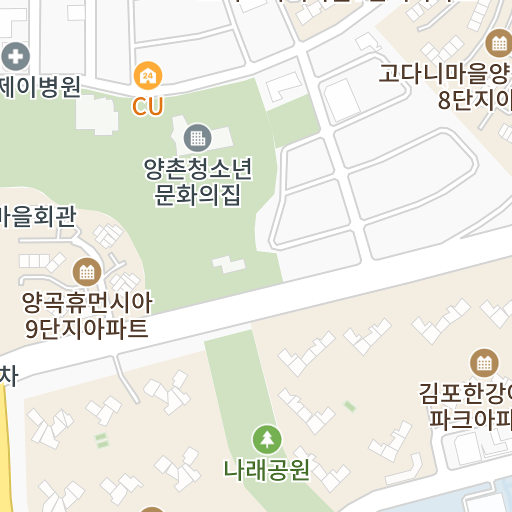 제이병원
24
CU
고다니마을양
8단지아
양촌청소년
문화의집
마을회관
양곡휴먼시아
9단지아파트
차
김포한강
파크아파
나래공원